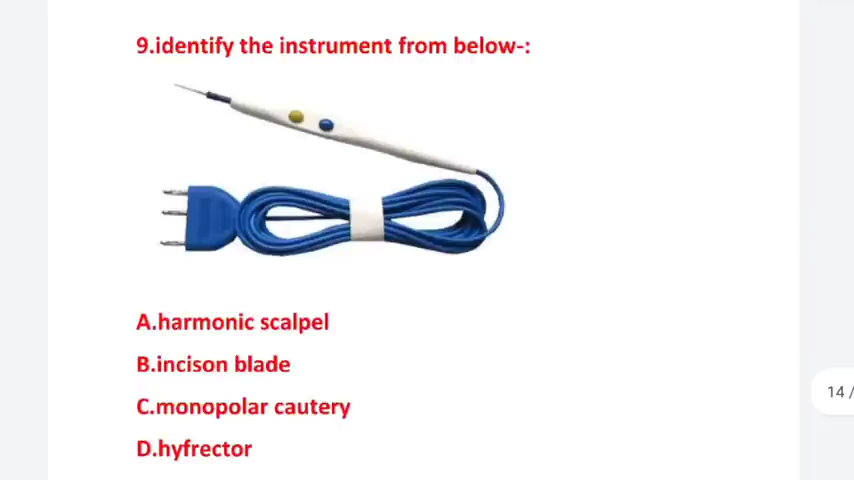 9.identify the instrument from below-:
A.harmonic scalpel
B.incison blade
C.monopolar cautery
14 /
D.hyfrector